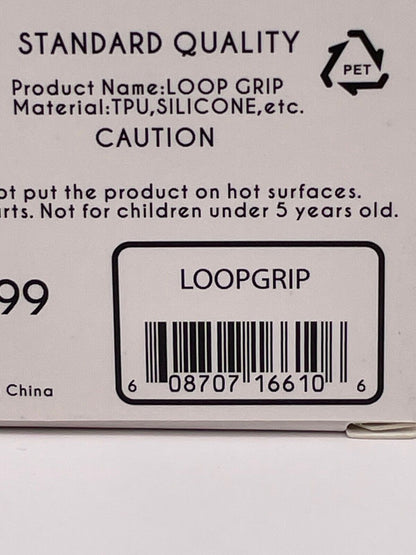 STANDARD QUALITY
PET
Product Name:LOOP GRIP
Material:TPU,SILICONE,etc.
CAUTION
ot put the product on hot surfaces.
rts. Not for children under 5 years old.
LOOPGRIP
99
6 08707 16610 6
China